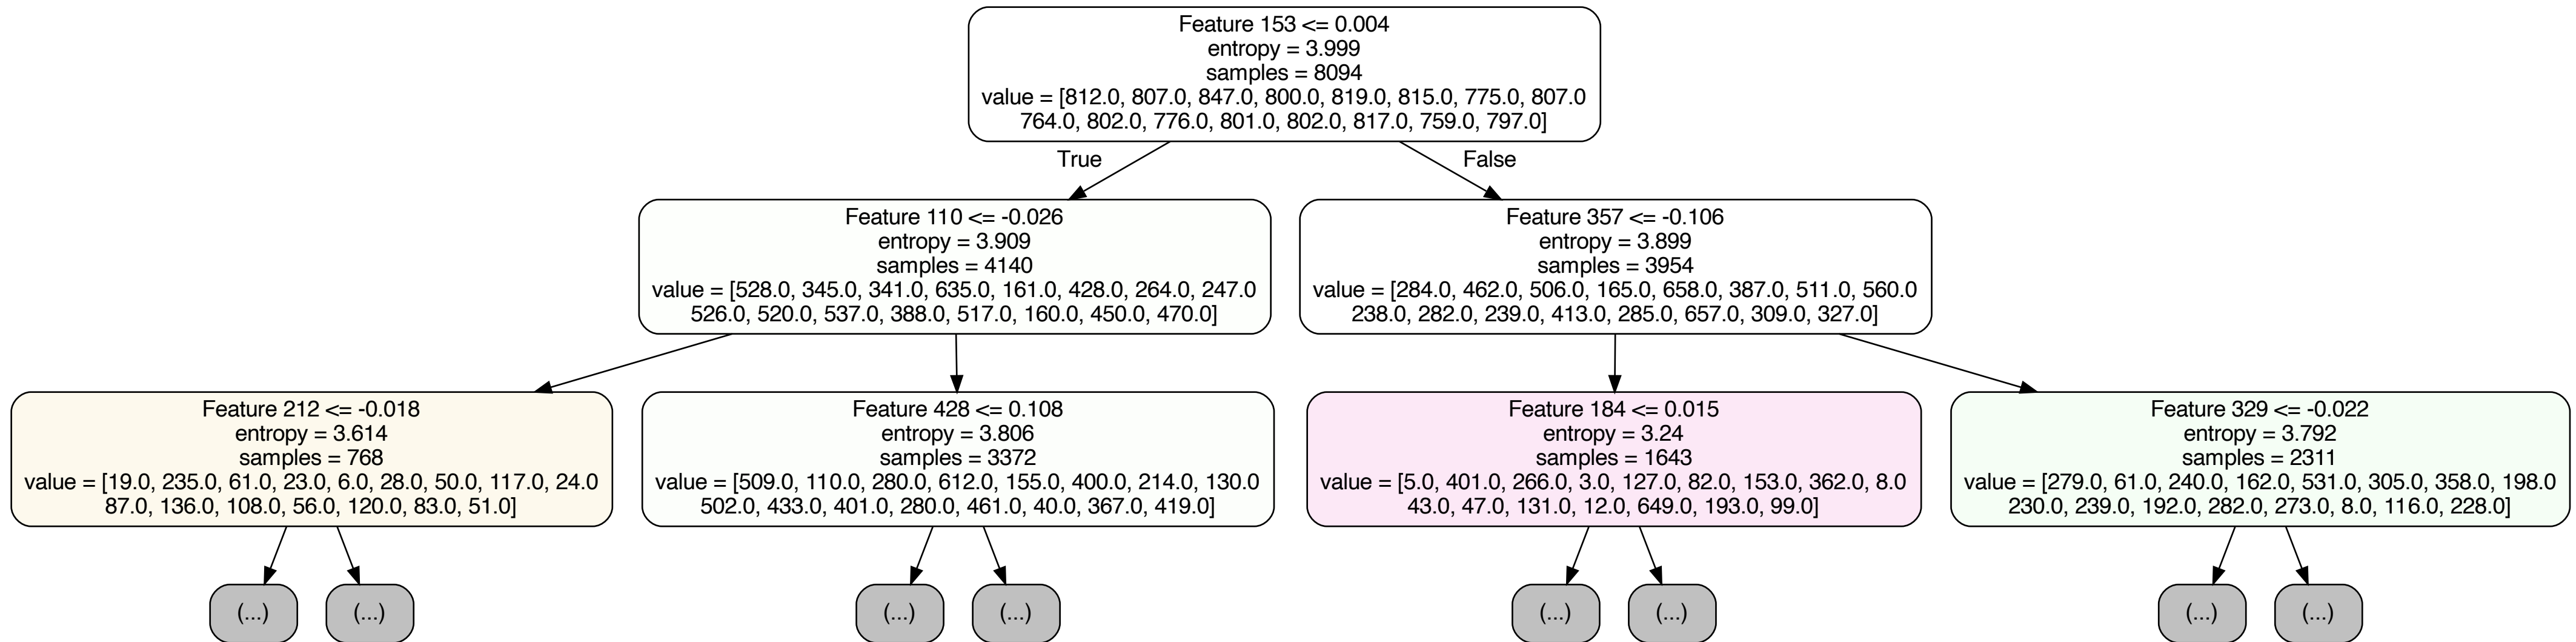 Feature 153 <= 0.004
entropy = 3.999
samples = 8094
value = [812.0, 807.0, 847.0, 800.0, 819.0, 815.0, 775.0, 807.0
764.0, 802.0, 776.0, 801.0, 802.0, 817.0, 759.0, 797.0]
True
False
Feature 110 <= -0.026
entropy = 3.909
samples = 4140
value = [528.0, 345.0, 341.0, 635.0, 161.0, 428.0, 264.0, 247.0
526.0, 520.0, 537.0, 388.0, 517.0, 160.0, 450.0, 470.0]
Feature 357 <= -0.106
entropy = 3.899
samples = 3954
value = [284.0, 462.0, 506.0, 165.0, 658.0, 387.0, 511.0, 560.0
238.0, 282.0, 239.0, 413.0, 285.0, 657.0, 309.0, 327.0]
Feature 212 <= -0.018
entropy = 3.614
samples = 768
value = [19.0, 235.0, 61.0, 23.0, 6.0, 28.0, 50.0, 117.0, 24.0
87.0, 136.0, 108.0, 56.0, 120.0, 83.0, 51.0]
Feature 428 <= 0.108
entropy = 3.806
samples = 3372
value = [509.0, 110.0, 280.0, 612.0, 155.0, 400.0, 214.0, 130.0
502.0, 433.0, 401.0, 280.0, 461.0, 40.0, 367.0, 419.0]
Feature 184 <= 0.015
entropy = 3.24
samples = 1643
value = [5.0, 401.0, 266.0, 3.0, 127.0, 82.0, 153.0, 362.0, 8.0
43.0, 47.0, 131.0, 12.0, 649.0, 193.0, 99.0]
Feature 329 <= -0.022
entropy = 3.792
samples = 2311
value = [279.0, 61.0, 240.0, 162.0, 531.0, 305.0, 358.0, 198.0
230.0, 239.0, 192.0, 282.0, 273.0, 8.0, 116.0, 228.0]
(...)
(...)
(...)
(...)
(...)
(...)
(...)
(...)